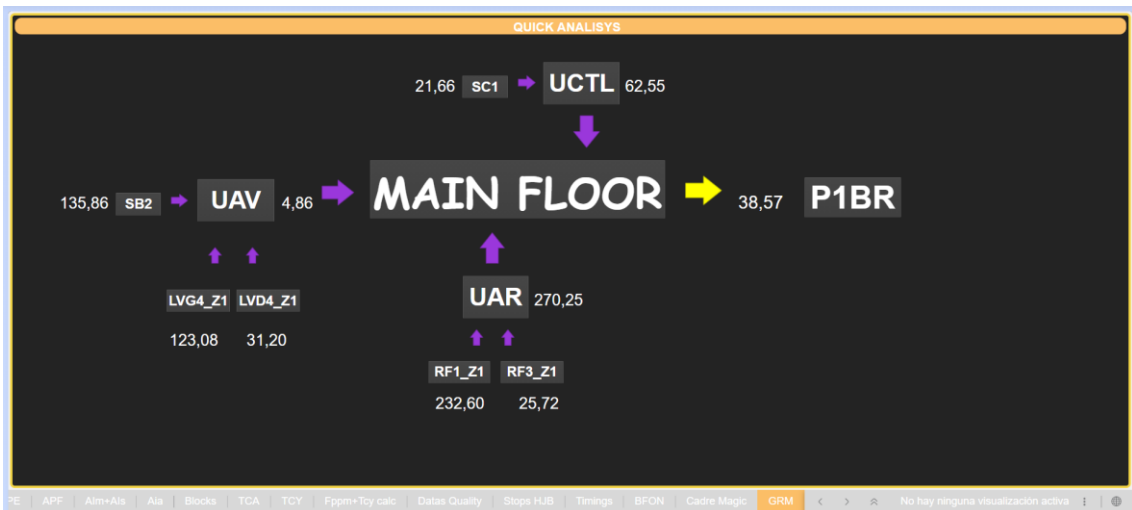 QUICK ANALISYS
21,66 SC1 UCTL 62,55
MAIN FLOOR
135,86 SB2 UAV 4,86
38,57 P1BR
LVG4_Z1 LVD4_Z1
123,08 31,20
UAR 270,25
RF1_Z1 RF3_Z1
232,60 25,72
PE | APF | Alm+Als | Aia | Blocks | TCA | TCY | Fppm+Tcy calc | Datas Quality | Stops HJB | Timings | BFON | Cadre Magic | GRM No hay ninguna visualización activa